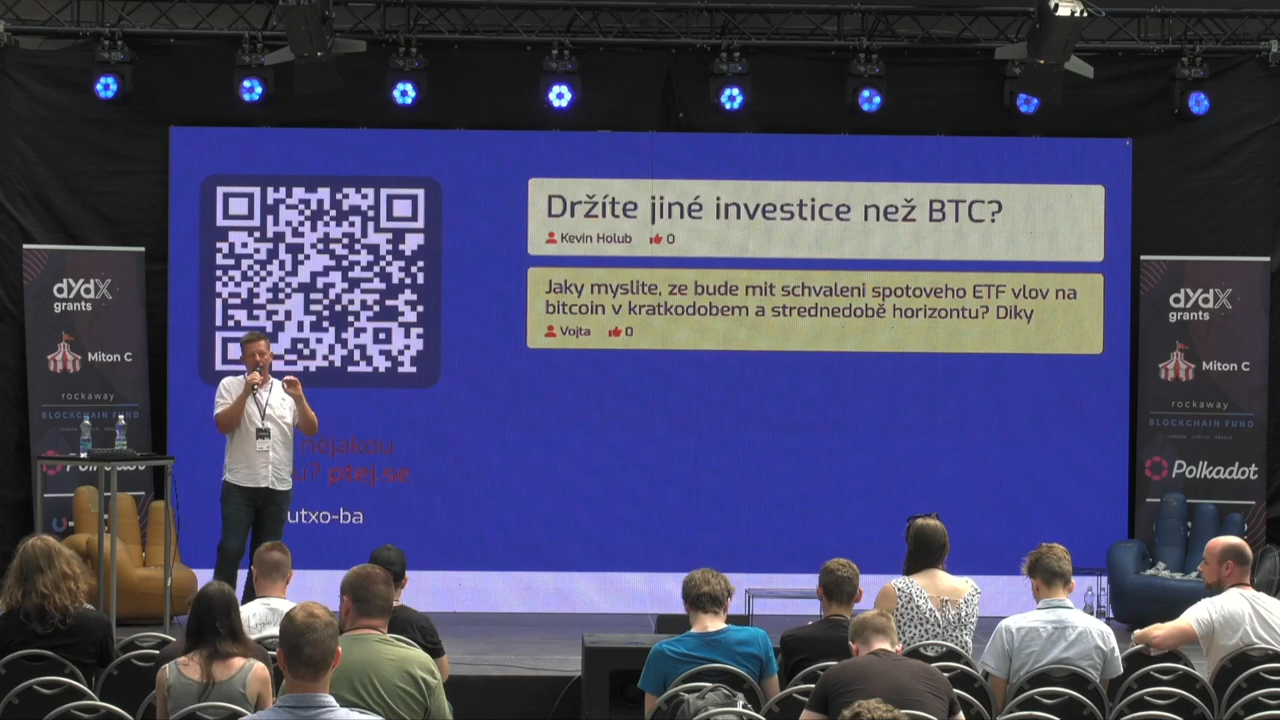 Držíte jiné investice než BTC?
Kevin Holub 0
Jaky myslite, ze bude mit schvaleni spotoveho ETF vlov na
bitcoin v kratkodobem a strednedobě horizontu? Diky
Vojta 0
nějakou
u? ptej se
utxo-ba
dYdX
grants
Miton C
rockaway
BLOCKCHAIN FUND
Polkadot
dYdX
grants
Miton C
rockaway
BLOCKCHAIN FUND
Polkadot